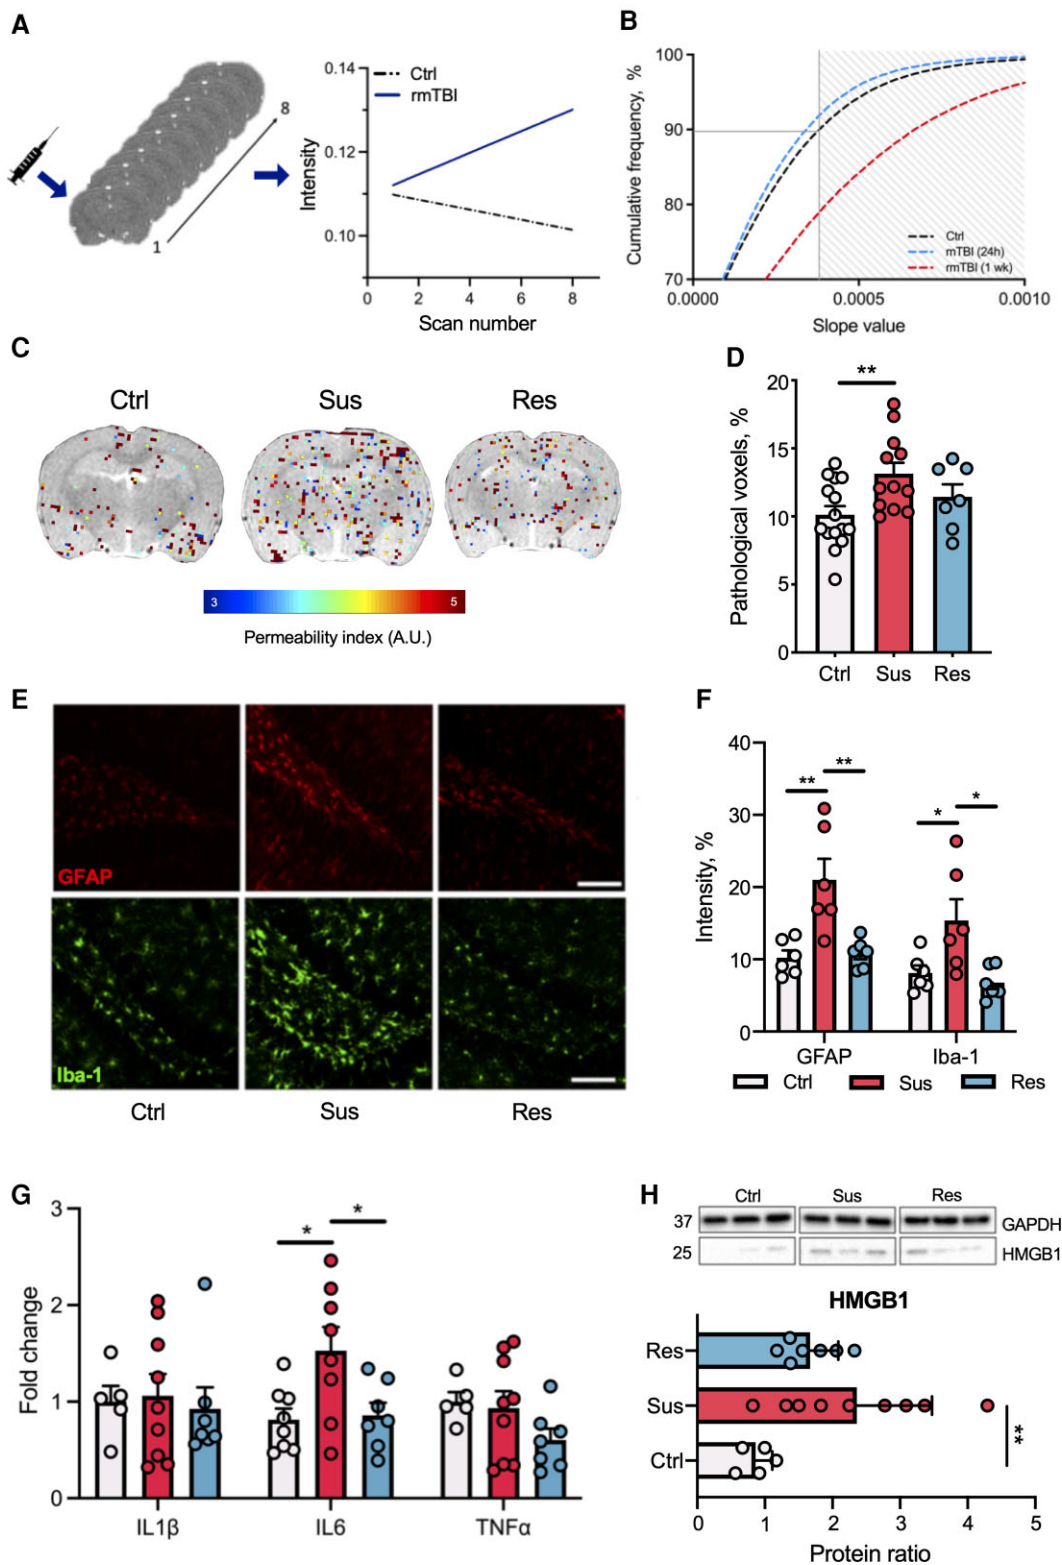 A
8
1
Intensity
0.14
0.12
0.10
Ctrl
rmTBI
0 2 4 6 8
Scan number
B
Cumulative frequency, %
100
90
80
70
Ctrl
mTBI (24h)
rmTBI (1 wk)
0.0000 0.0005 0.0010
Slope value
C
Ctrl Sus Res
3 5
Permeability index (A.U.)
D
Pathological voxels, %
20
15
10
5
0
**
Ctrl Sus Res
E
GFAP
Iba-1
Ctrl Sus Res
F
Intensity, %
40
30
20
10
0
** **
* *
GFAP Iba-1
Ctrl Sus Res
G
Fold change
3
2
1
0
* *
IL1β IL6 TNFα
H
Ctrl Sus Res
37 GAPDH
25 HMGB1
HMGB1
Res
Sus
Ctrl
**
0 1 2 3 4 5
Protein ratio